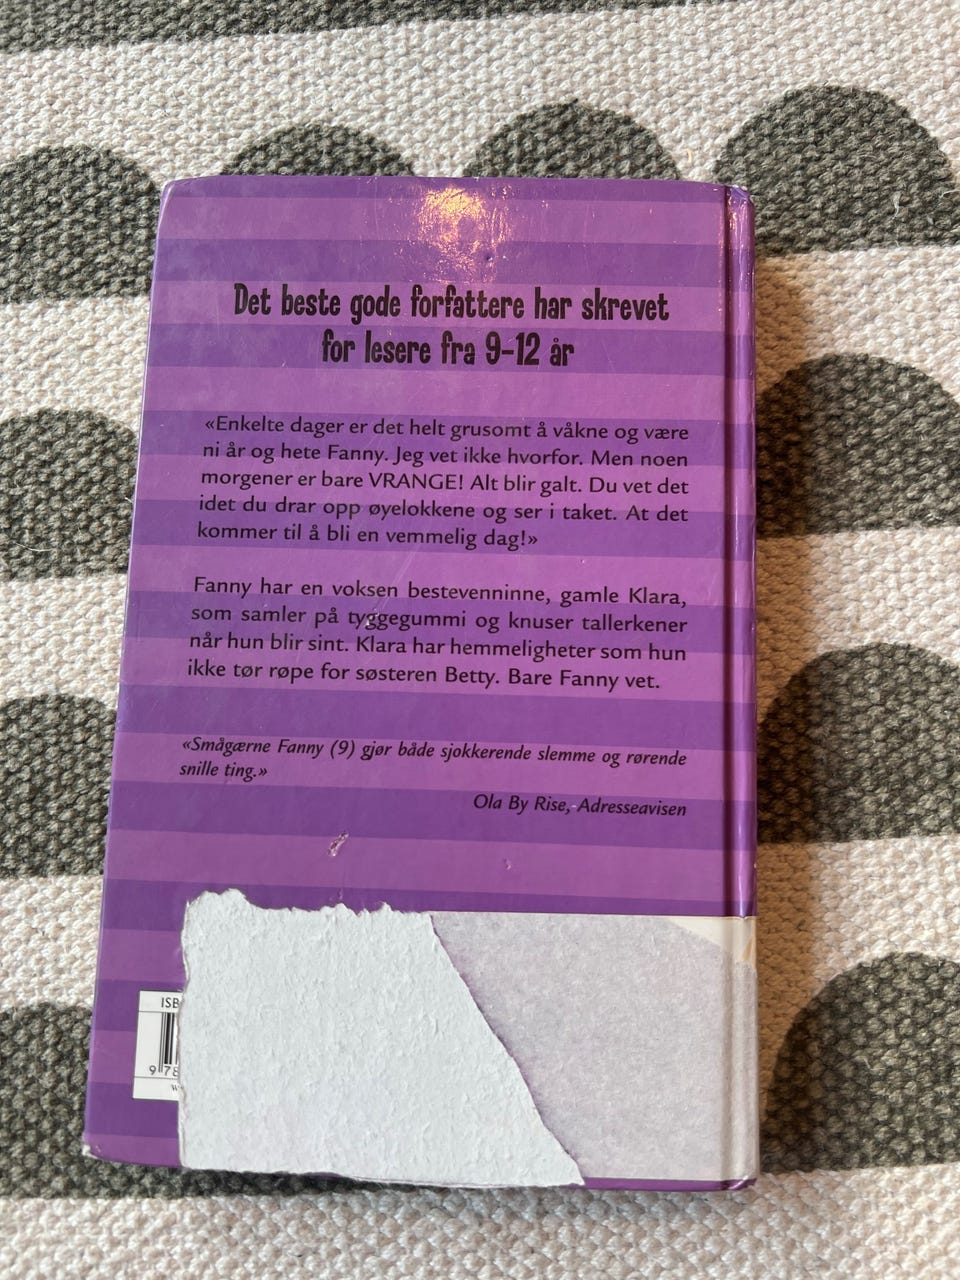 Det beste gode forfattere har skrevet
for lesere fra 9-12 år
«Enkelte dager er det helt grusomt å våkne og være
ni år og hete Fanny. Jeg vet ikke hvorfor. Men noen
morgener er bare VRANGE! Alt blir galt. Du vet det
idet du drar opp øyelokkene og ser i taket. At det
kommer til å bli en vemmelig dag!»
Fanny har en voksen bestevenninne, gamle Klara,
som samler på tyggegummi og knuser tallerkener
når hun blir sint. Klara har hemmeligheter som hun
ikke tør røpe for søsteren Betty. Bare Fanny vet.
«Smågærne Fanny (9) gjør både sjokkerende slemme og rørende
snille ting.»
Ola By Rise, Adresseavisen
ISB
9 78